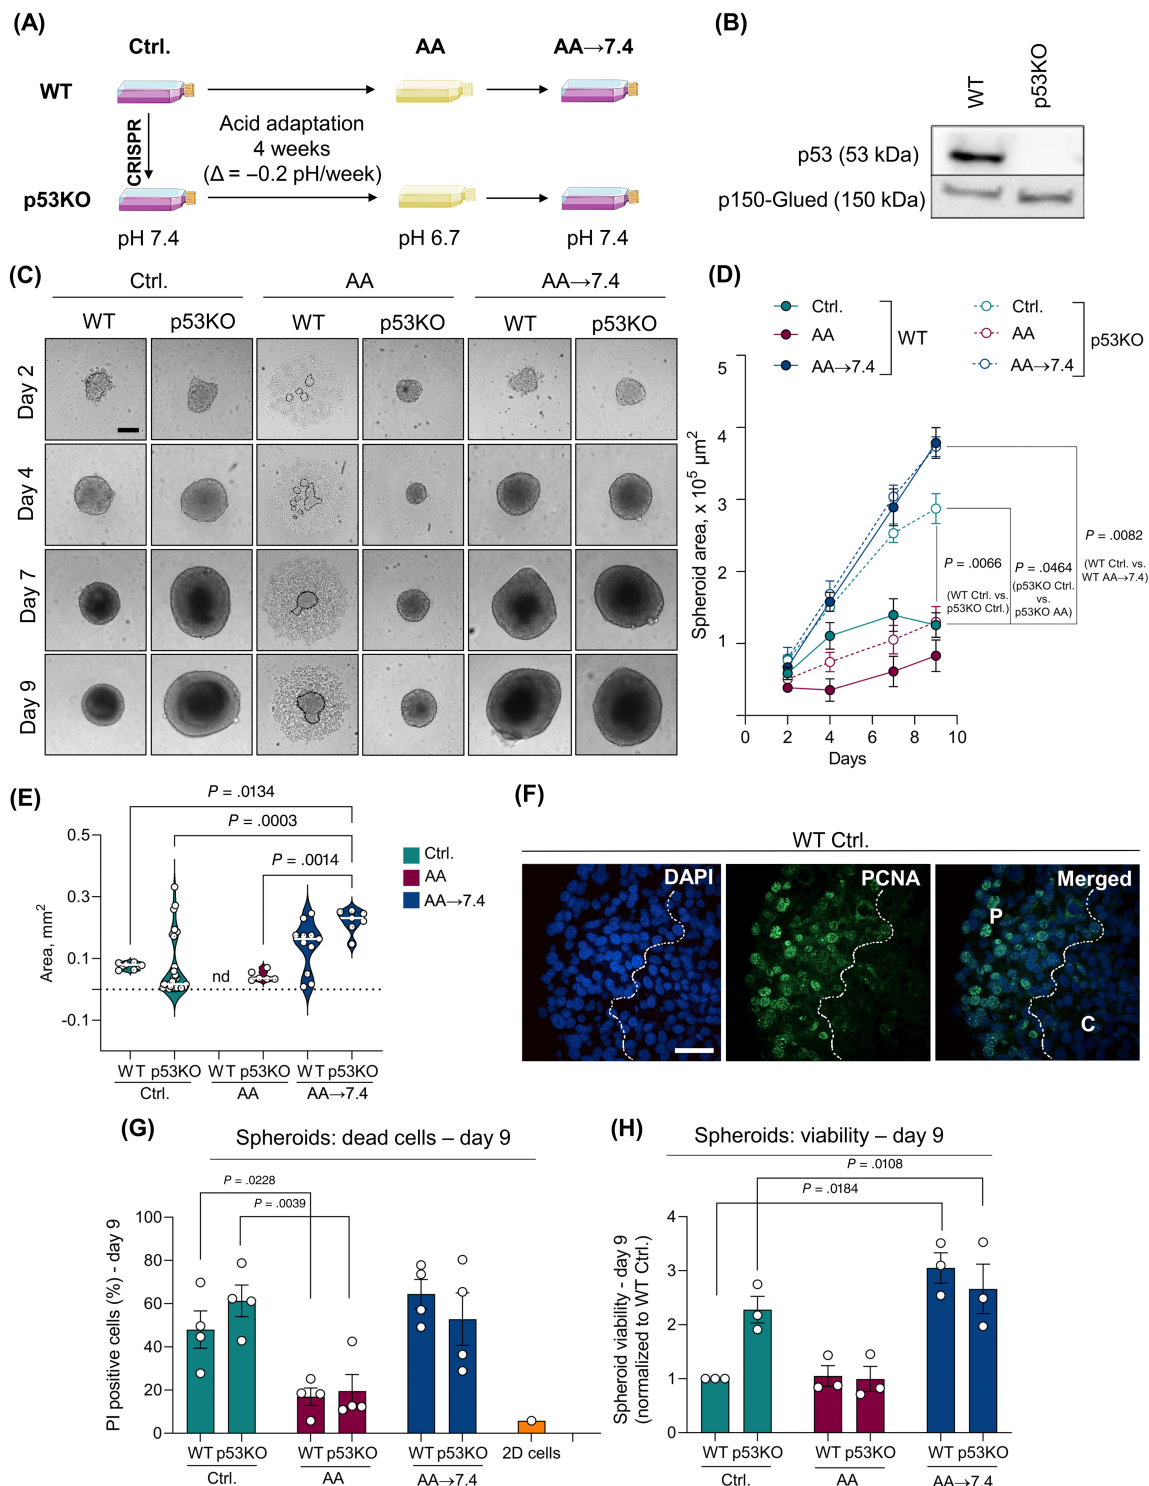 (A)
Ctrl.
AA
AA→7.4
WT
CRISPR
Acid adaptation
4 weeks
(Δ = −0.2 pH/week)
p53KO
pH 7.4
pH 6.7
pH 7.4
(B)
WT
p53KO
p53 (53 kDa)
p150-Glued (150 kDa)
(C)
Ctrl.
AA
AA→7.4
WT
p53KO
WT
p53KO
WT
p53KO
Day 2
Day 4
Day 7
Day 9
(D)
Ctrl.
AA
AA→7.4
WT
Ctrl.
AA
AA→7.4
p53KO
Spheroid area, x 10⁵ µm²
5
4
3
2
1
0
2
4
6
8
10
Days
P = .0066
(WT Ctrl. vs.
p53KO Ctrl.)
P = .0464
(p53KO Ctrl.
vs.
p53KO AA)
P = .0082
(WT Ctrl. vs.
WT AA→7.4)
(E)
P = .0134
P = .0003
P = .0014
Area, mm²
0.5
0.3
0.1
-0.1
nd
Ctrl.
AA
AA→7.4
WT p53KO
WT p53KO
WT p53KO
Ctrl.
AA
AA→7.4
(F)
WT Ctrl.
DAPI
PCNA
Merged
P
C
(G)
Spheroids: dead cells – day 9
P = .0228
P = .0039
PI positive cells (%) - day 9
100
80
60
40
20
0
WT p53KO
WT p53KO
WT p53KO
2D cells
Ctrl.
AA
AA→7.4
(H)
Spheroids: viability – day 9
P = .0108
P = .0184
Spheroid viability - day 9
(normalized to WT Ctrl.)
4
3
2
1
0
WT p53KO
WT p53KO
WT p53KO
Ctrl.
AA
AA→7.4